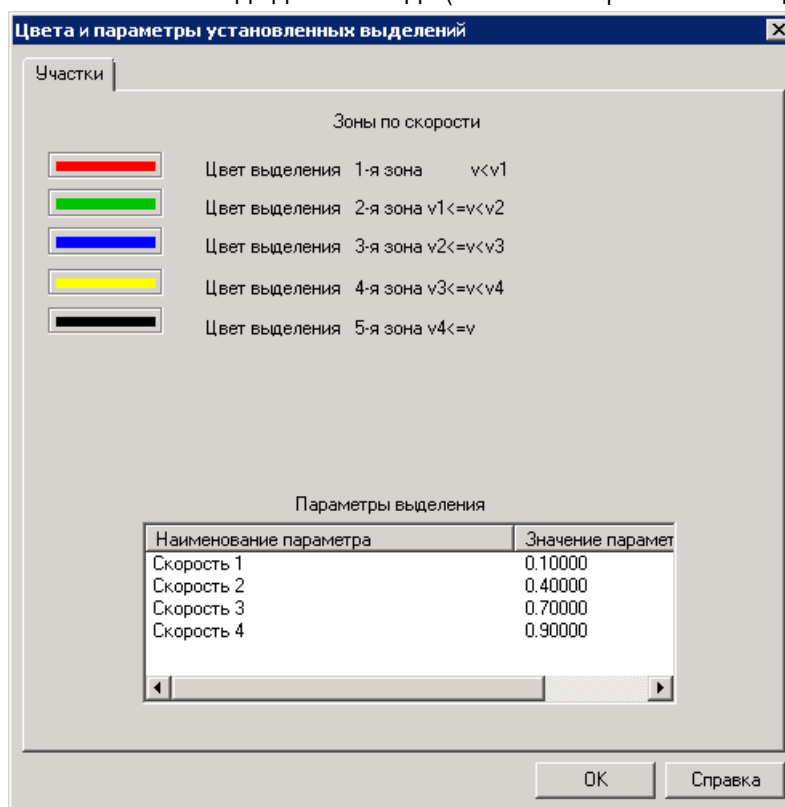 Цвета и параметры установленных выделений
Участки
Зоны по скорости
Цвет выделения 1-я зона v<v1
Цвет выделения 2-я зона v1<=v<v2
Цвет выделения 3-я зона v2<=v<v3
Цвет выделения 4-я зона v3<=v<v4
Цвет выделения 5-я зона v4<=v
Параметры выделения
Наименование параметра Значение парамет
Скорость 1 0.10000
Скорость 2 0.40000
Скорость 3 0.70000
Скорость 4 0.90000
OK Справка